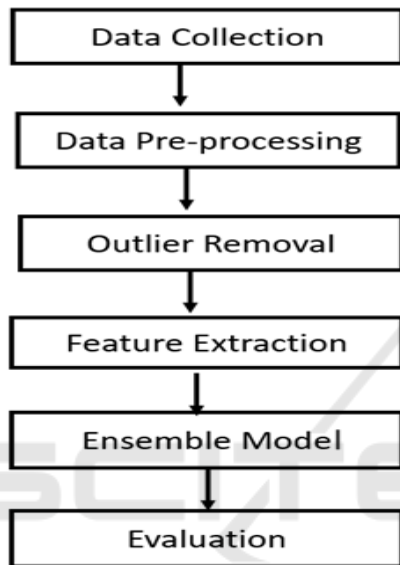 Data Collection
Data Pre-processing
Outlier Removal
Feature Extraction
Ensemble Model
Evaluation